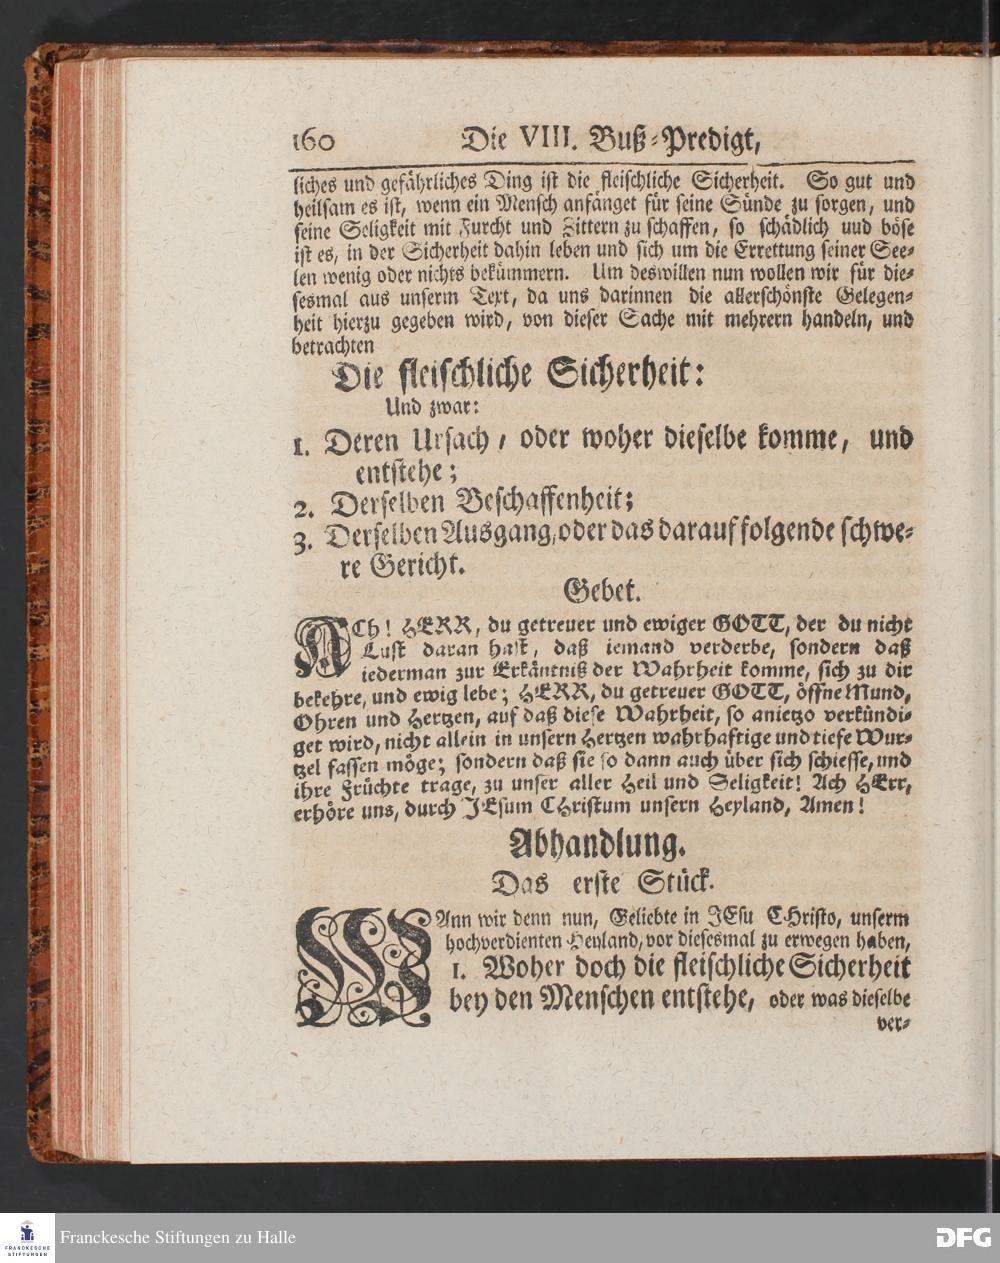 160 Die VIII. Buß-Predigt,
liches und gefährliches Ding ist die fleischliche Sicherheit. So gut und
heilsam es ist, wenn ein Mensch anfänget für seine Sünde zu sorgen, und
seine Seligkeit mit Furcht und Zittern zu schaffen, so schädlich uud böse
ist es, in der Sicherheit dahin leben und sich um die Errettung seiner See-
len wenig oder nichts bekümmern. Um deswillen nun wollen wir für die-
sesmal aus unserm Text, da uns darinnen die allerschönste Gelegen-
heit hierzu gegeben wird, von dieser Sache mit mehrern handeln, und
betrachten
Die fleischliche Sicherheit:
Und zwar:
1. Deren Ursach, oder woher dieselbe komme, und
entstehe;
2. Derselben Beschaffenheit;
3. Derselben Ausgang, oder das darauf folgende schwe-
re Gericht.
Gebet.
ACh! HERR, du getreuer und ewiger GOTT, der du nicht
Lust daran hast, daß iemand verderbe, sondern daß
iederman zur Erkäntniß der Wahrheit komme, sich zu dir
bekehre, und ewig lebe; HERR, du getreuer GOTT, öffne Mund,
Ohren und Hertzen, auf daß diese Wahrheit, so anietzo verkündi-
get wird, nicht allein in unsern Hertzen wahrhaftige und tiefe Wur-
tzel fassen möge; sondern daß sie so dann auch über sich schiesse, und
ihre Früchte trage, zu unser aller Heil und Seligkeit! Ach HErr,
erhöre uns, durch JEsum CHristum unsern Heyland, Amen!
Abhandlung.
Das erste Stück.
WAnn wir denn nun, Geliebte in JEsu CHristo, unserm
hochverdienten Heyland, vor diesesmal zu erwegen haben,
1. Woher doch die fleischliche Sicherheit
bey den Menschen entstehe, oder was dieselbe
ver-
FRANCKESCHE
STIFTUNGEN
Franckesche Stiftungen zu Halle
DFG